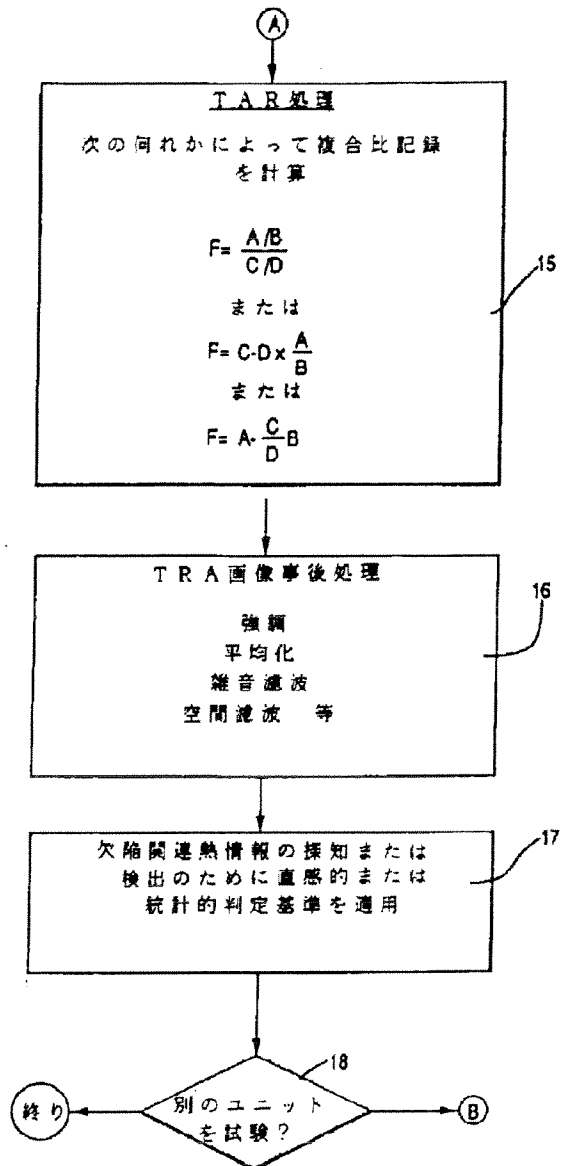 A
TAR処理
次の何れかによって複合比記録
を計算
F= A/B / C/D
または
F= C-D x A/B
または
F= A- C/D B
15
TRA画像事後処理
強調
平均化
雑音濾波
空間濾波 等
16
欠陥関連熱情報の探知または
検出のために直感的または
統計的判定基準を適用
17
18
別のユニット
を試験?
終り
B